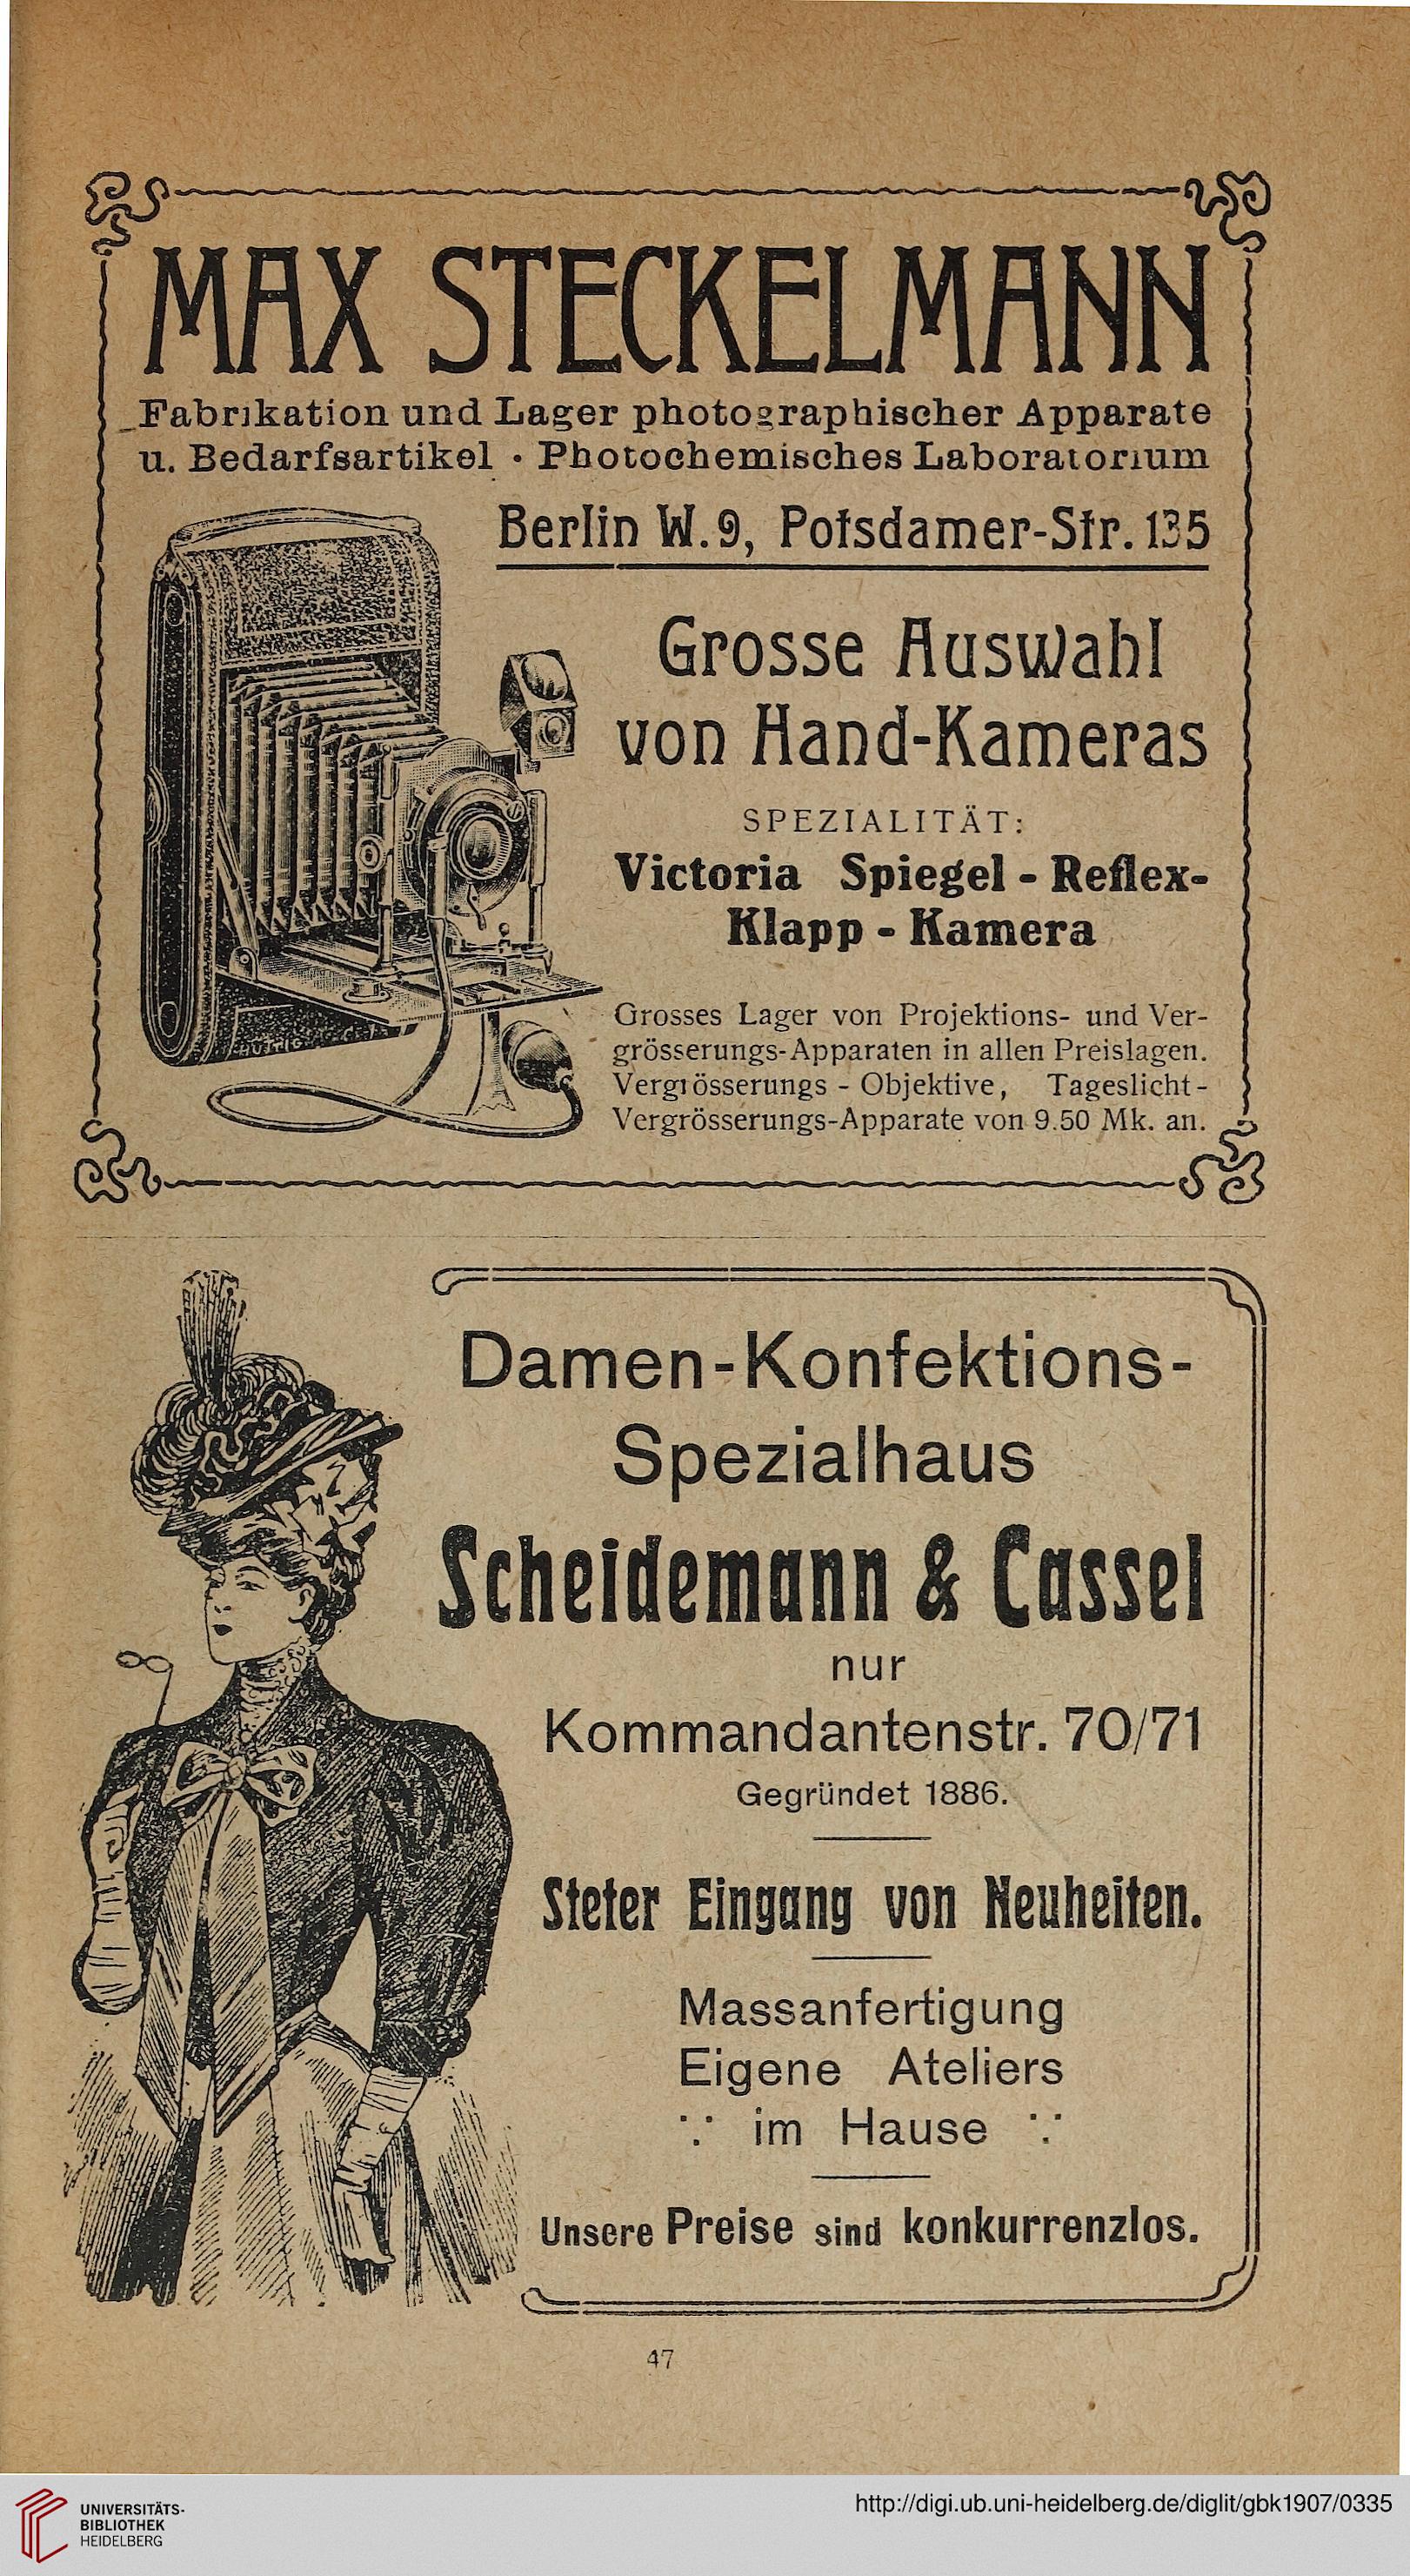 MAX STECKELMANN
Fabrikation und Lager photographischer Apparate
u. Bedarfsartikel · Photochemisches Laboratorium
Berlin W.9, Potsdamer-Str. 135
Grosse Auswahl
von Hand-Kameras
SPEZIALITÄT:
Victoria Spiegel - Reflex-
Klapp - Kamera
Grosses Lager von Projektions- und Ver-
grösserungs-Apparaten in allen Preislagen.
Vergrösserungs - Objektive, Tageslicht-
Vergrösserungs-Apparate von 9.50 Mk. an.
HÜTTIG
Damen-Konfektions-
Spezialhaus
Scheidemann & Cassel
nur
Kommandantenstr. 70/71
Gegründet 1886.
Steter Eingang von Neuheiten.
Massanfertigung
Eigene Ateliers
im Hause
Unsere Preise sind konkurrenzlos.
47
UNIVERSITÄTS-
BIBLIOTHEK
HEIDELBERG
http://digi.ub.uni-heidelberg.de/diglit/gbk1907/0335